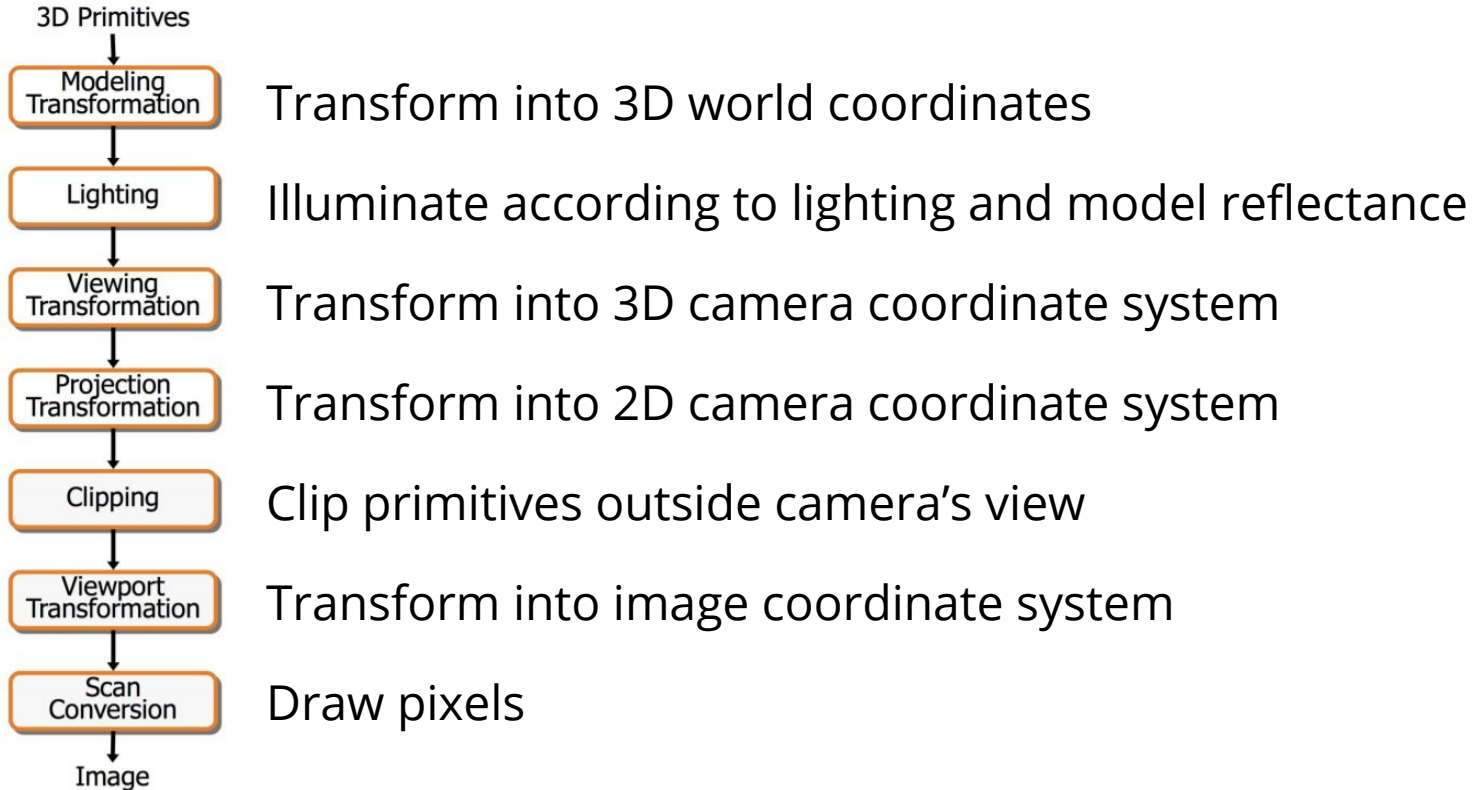 3D Primitives
Modeling
Transformation
Transform into 3D world coordinates
Lighting
Illuminate according to lighting and model reflectance
Viewing
Transformation
Transform into 3D camera coordinate system
Projection
Transformation
Transform into 2D camera coordinate system
Clipping
Clip primitives outside camera’s view
Viewport
Transformation
Transform into image coordinate system
Scan
Conversion
Draw pixels
Image